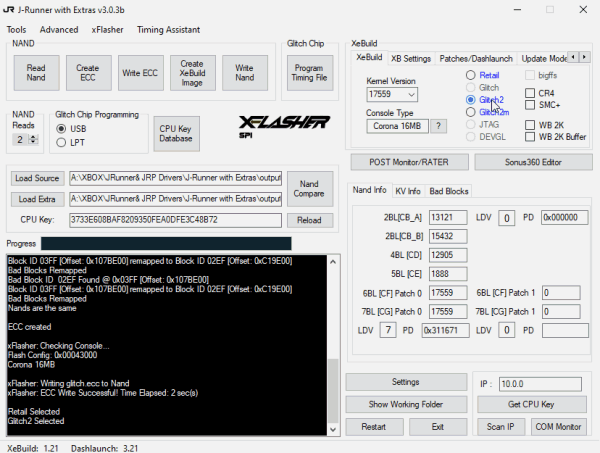 J-Runner with Extras v3.0.3b
Tools Advanced xFlasher Timing Assistant
NAND
Read Nand
Create ECC
Write ECC
Create XeBuild Image
Write Nand
Glitch Chip
Program Timing File
NAND Reads
2
Glitch Chip Programming
USB
LPT
CPU Key Database
XFLASHER
SPI
Load Source A:\XBOX\JRunner& JRP Drivers\J-Runner with Extras\output
Load Extra A:\XBOX\JRunner& JRP Drivers\J-Runner with Extras\output
CPU Key: 3733E608BAF8209350FEA0DFE3C48B72
Nand Compare
Reload
Progress
Block ID 03FF [Offset: 0x107BE00] remapped to Block ID 02EF [Offset: 0xC19E00]
Bad Blocks Remapped
Bad Block ID 02EF Found @ 0x03FF [Offset: 0x107BE00]
Block ID 03FF [Offset: 0x107BE00] remapped to Block ID 02EF [Offset: 0xC19E00]
Bad Blocks Remapped
Nands are the same
ECC created
xFlasher: Checking Console...
Flash Config: 0x00043000
Corona 16MB
xFlasher: Writing glitch.ecc to Nand
xFlasher: ECC Write Successful! Time Elapsed: 2 sec(s)
Retail Selected
Glitch2 Selected
XeBuild
XeBuild XB Settings Patches/Dashlaunch Update Mode
Kernel Version
17559
Console Type
Corona 16MB ?
Retail
Glitch
Glitch2
Glitch2m
JTAG
DEVGL
bigffs
CR4
SMC+
WB 2K
WB 2K Buffer
POST Monitor/RATER Sonus360 Editor
Nand Info KV Info Bad Blocks
2BL[CB_A] 13121 LDV 0 PD 0x000000
2BL[CB_B] 15432
4BL [CD] 12905
5BL [CE] 1888
6BL [CF] Patch 0 17559 6BL [CF] Patch 1 0
7BL [CG] Patch 0 17559 7BL [CG] Patch 1 0
LDV 7 PD 0x311671 LDV 0 PD
Settings
Show Working Folder
Restart Exit
IP : 10.0.0
Get CPU Key
Scan IP COM Monitor
XeBuild: 1.21 Dashlaunch: 3.21